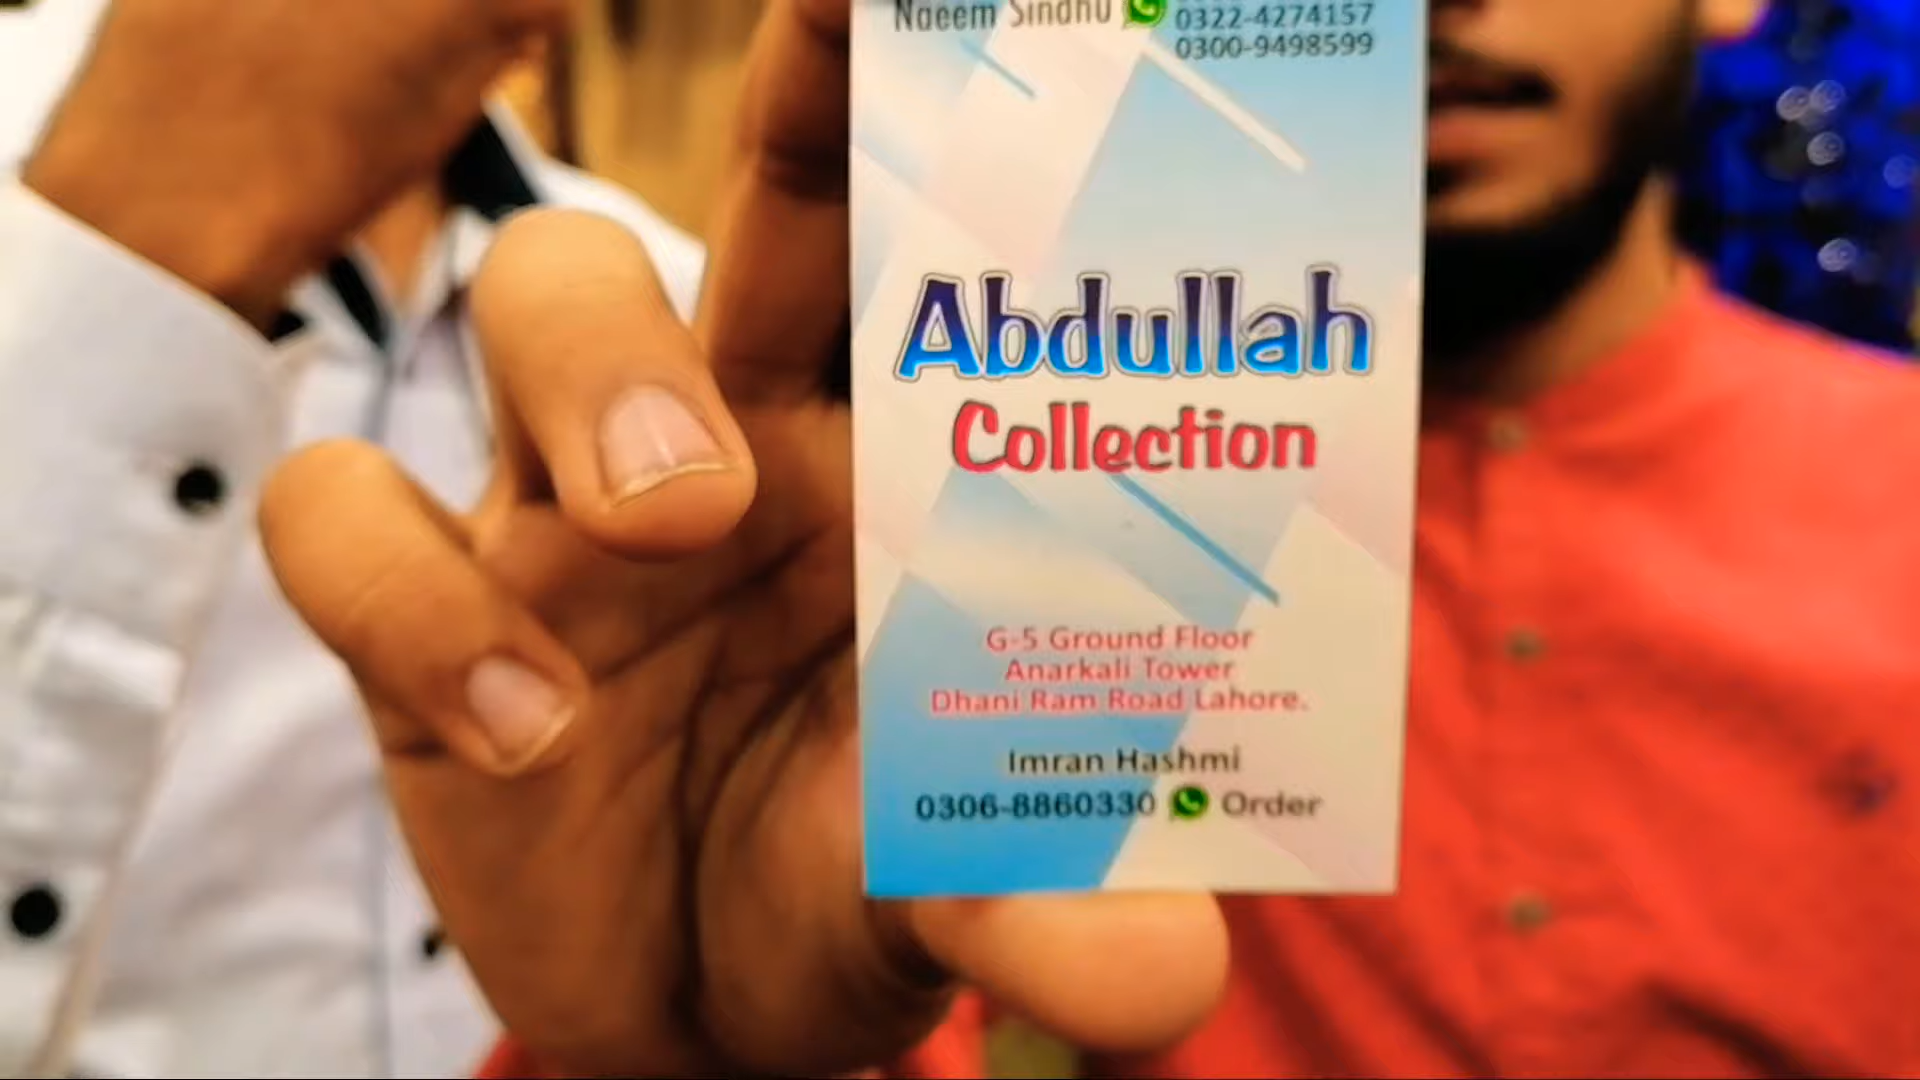 Naeem Sindhu 0322-4274157
0300-9498599
Abdullah
Collection
G-5 Ground Floor
Anarkali Tower
Dhani Ram Road Lahore.
Imran Hashmi
0306-8860330 Order